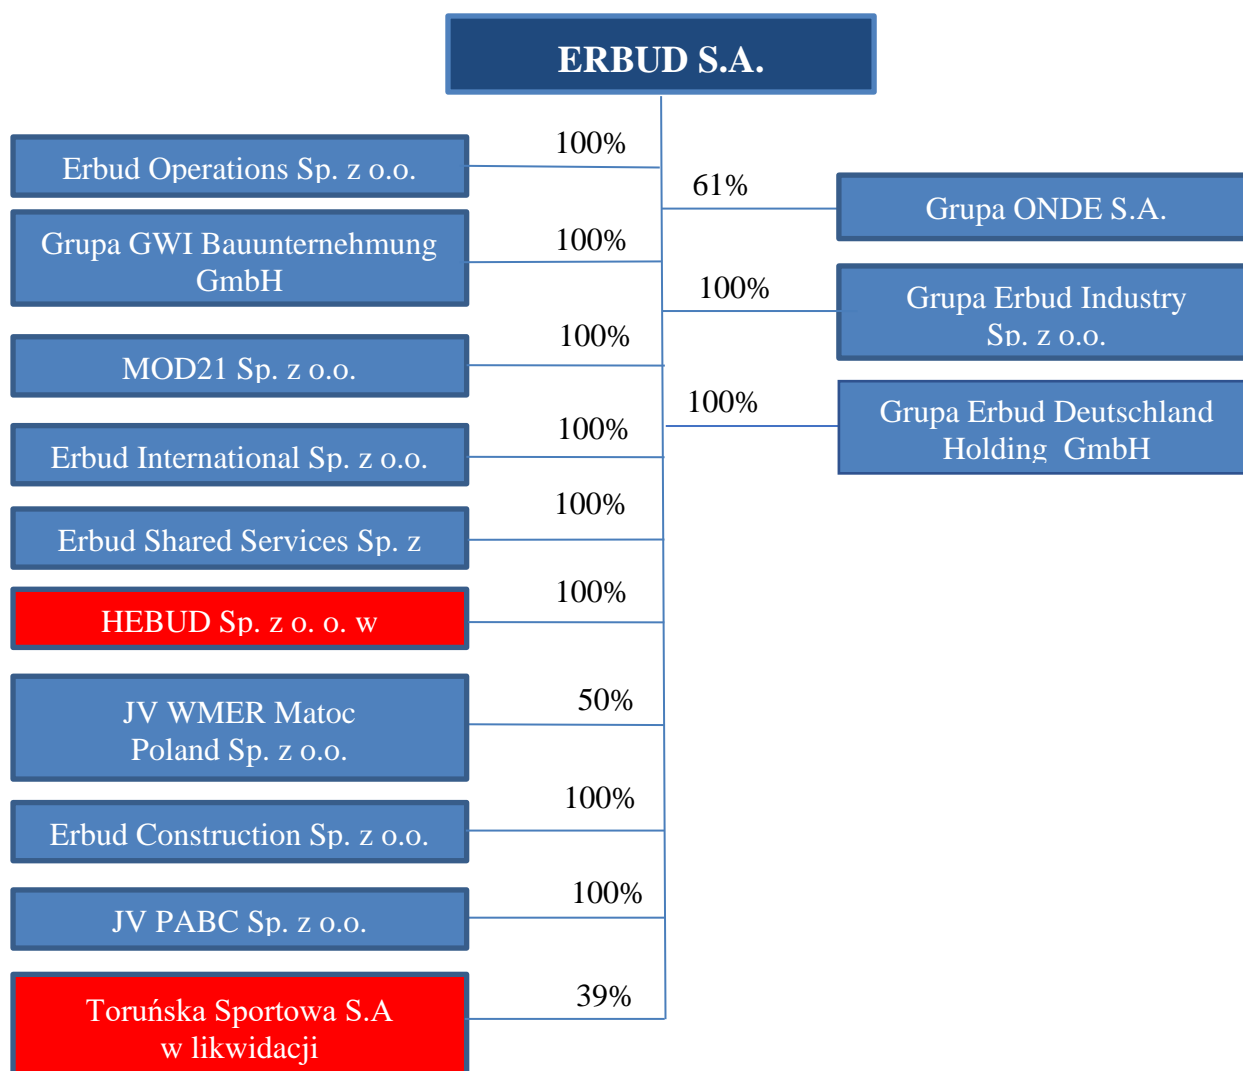 ERBUD S.A.
100%
Erbud Operations Sp. z o.o.
61%
Grupa ONDE S.A.
100%
Grupa GWI Bauunternehmung
GmbH
100%
Grupa Erbud Industry
Sp. z o.o.
100%
MOD21 Sp. z o.o.
100%
Grupa Erbud Deutschland
Holding GmbH
100%
Erbud International Sp. z o.o.
100%
Erbud Shared Services Sp. z
100%
HEBUD Sp. z o. o. w
50%
JV WMER Matoc
Poland Sp. z o.o.
100%
Erbud Construction Sp. z o.o.
100%
JV PABC Sp. z o.o.
39%
Toruńska Sportowa S.A
w likwidacji